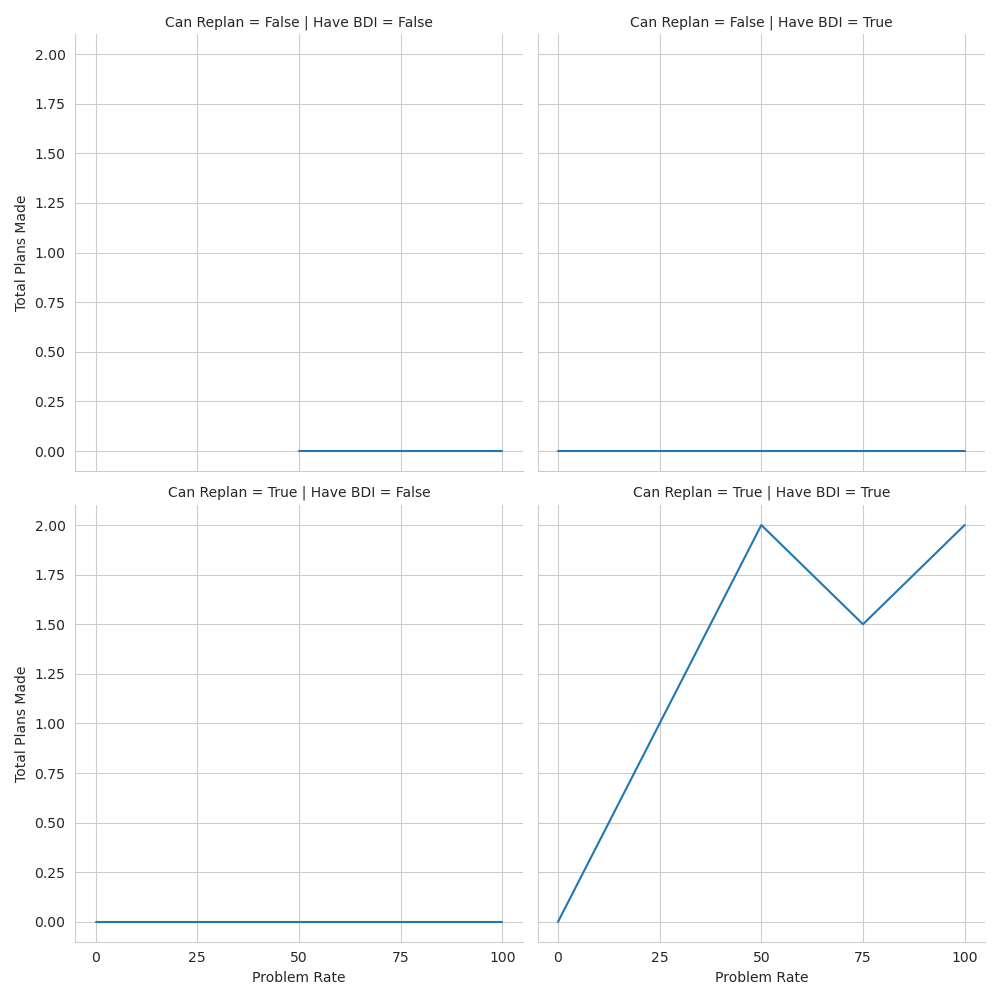 Can Replan = False | Have BDI = False
Can Replan = False | Have BDI = True
2.00
1.75
1.50
1.25
1.00
0.75
0.50
0.25
0.00
Total Plans Made
Can Replan = True | Have BDI = False
Can Replan = True | Have BDI = True
2.00
1.75
1.50
1.25
1.00
0.75
0.50
0.25
0.00
Total Plans Made
0 25 50 75 100
0 25 50 75 100
Problem Rate
Problem Rate